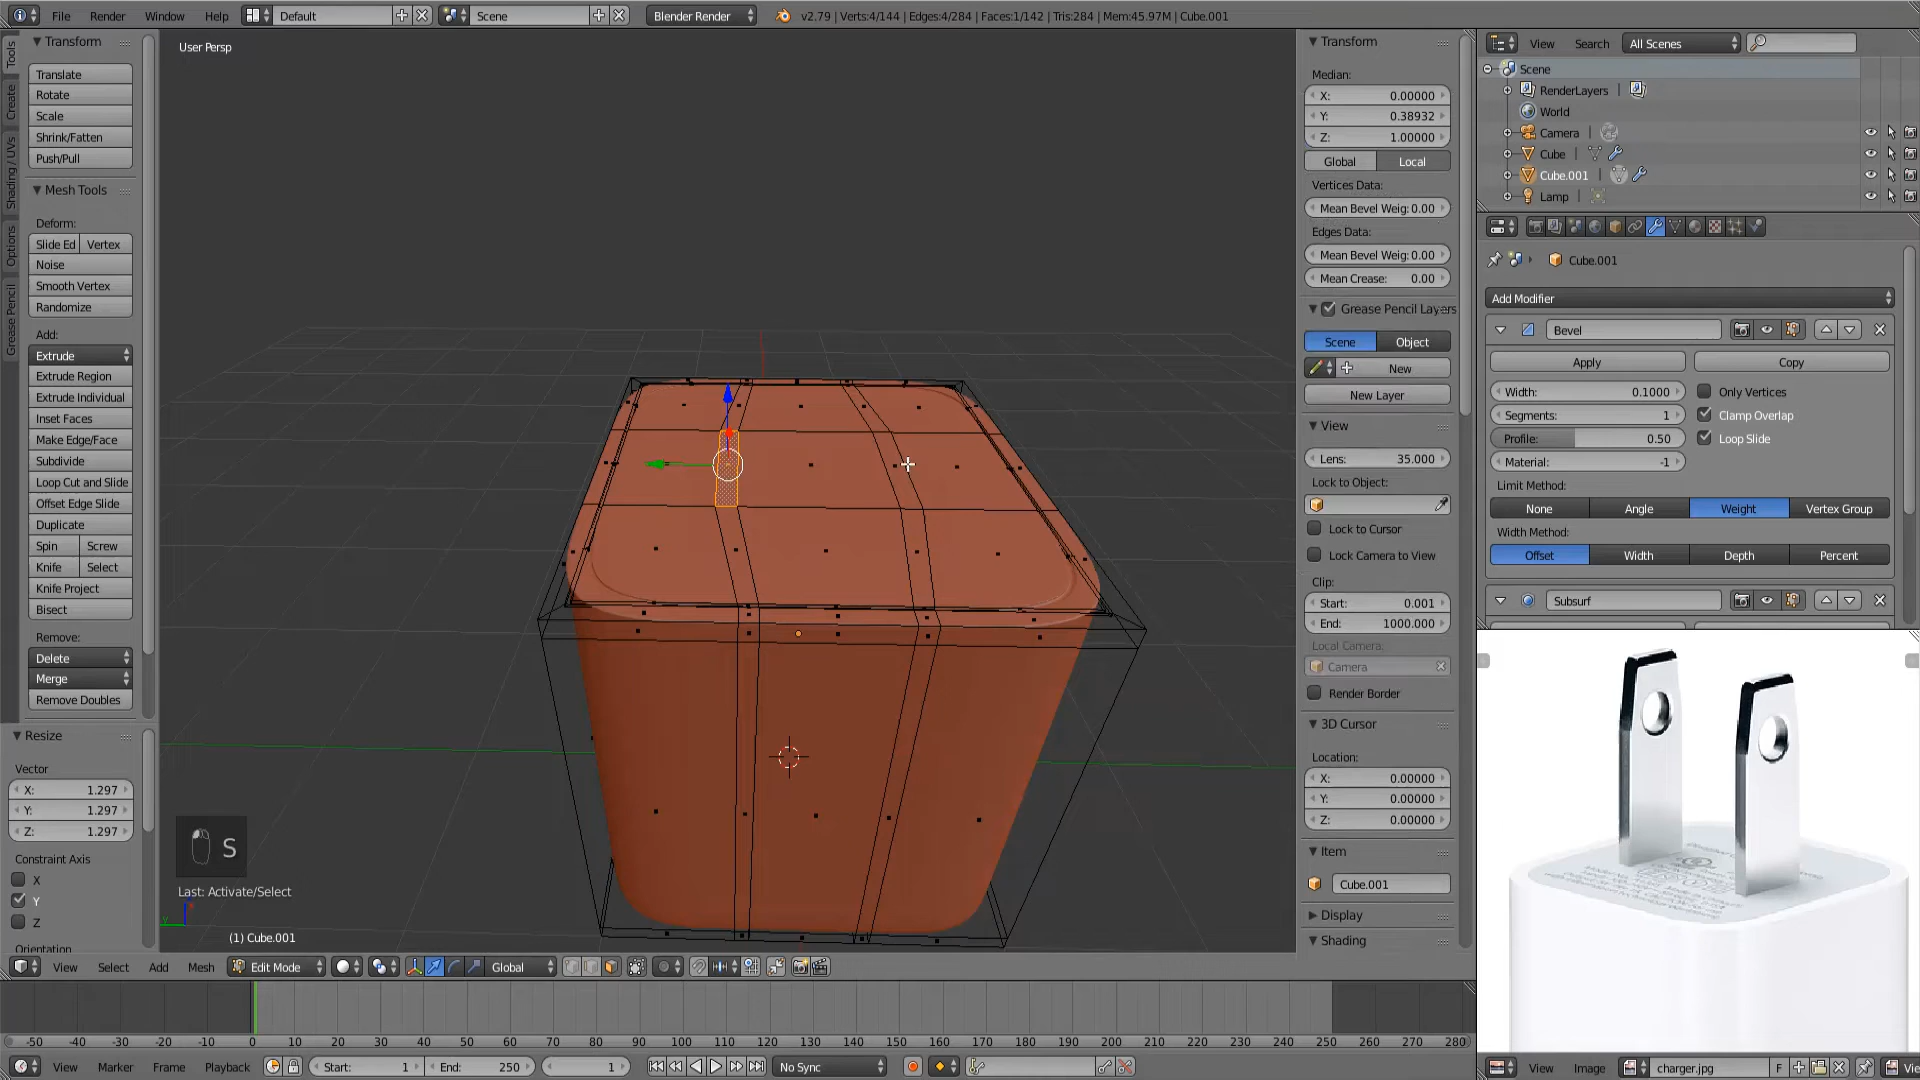 File Render Window Help Default Scene Blender Render v2.79 | Verts:4/144 | Edges:4/284 | Faces:1/142 | Tris:284 | Mem:45.97M | Cube.001
Tools
Create
Shading / UVs
Options
Grease Pencil
Transform
Translate
Rotate
Scale
Shrink/Fatten
Push/Pull
Mesh Tools
Deform:
Slide Ed Vertex
Noise
Smooth Vertex
Randomize
Add:
Extrude
Extrude Region
Extrude Individual
Inset Faces
Make Edge/Face
Subdivide
Loop Cut and Slide
Offset Edge Slide
Duplicate
Spin Screw
Knife Select
Knife Project
Bisect
Remove:
Delete
Merge
Remove Doubles
Resize
Vector
X: 1.297
Y: 1.297
Z: 1.297
Constraint Axis
X
Y
Z
Orientation
User Persp
S
Last: Activate/Select
(1) Cube.001
Transform
Median:
X: 0.00000
Y: 0.38932
Z: 1.00000
Global Local
Vertices Data:
Mean Bevel Weig: 0.00
Edges Data:
Mean Bevel Weig: 0.00
Mean Crease: 0.00
Grease Pencil Layers
Scene Object
New
New Layer
View
Lens: 35.000
Lock to Object:
Lock to Cursor
Lock Camera to View
Clip:
Start: 0.001
End: 1000.000
Local Camera:
Camera
Render Border
3D Cursor
Location:
X: 0.00000
Y: 0.00000
Z: 0.00000
Item
Cube.001
Display
Shading
View Search All Scenes
Scene
RenderLayers
World
Camera
Cube
Cube.001
Lamp
Cube.001
Add Modifier
Bevel
Apply Copy
Width: 0.1000 Only Vertices
Segments: 1 Clamp Overlap
Profile: 0.50 Loop Slide
Material: -1
Limit Method:
None Angle Weight Vertex Group
Width Method:
Offset Width Depth Percent
Subsurf
View Select Add Mesh Edit Mode Global
-50 -40 -30 -20 -10 0 10 20 30 40 50 60 70 80 90 100 110 120 130 140 150 160 170 180 190 200 210 220 230 240 250 260 270 280
View Marker Frame Playback Start: 1 End: 250 1 No Sync
View Image charger.jpg F Vie